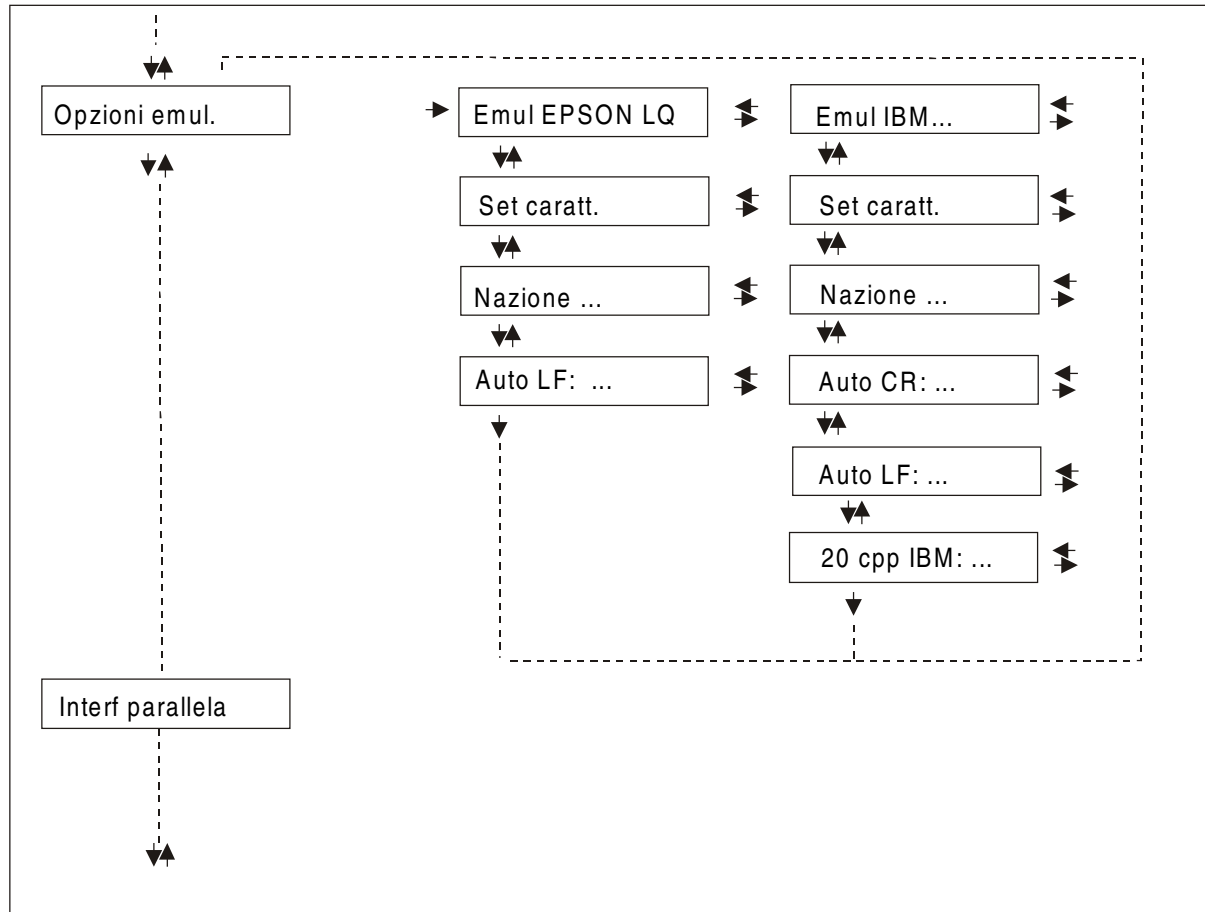 Opzioni emul.
Emul EPSON LQ
Emul IBM...
Set caratt.
Set caratt.
Nazione ...
Nazione ...
Auto LF: ...
Auto CR: ...
Auto LF: ...
20 cpp IBM: ...
Interf parallela